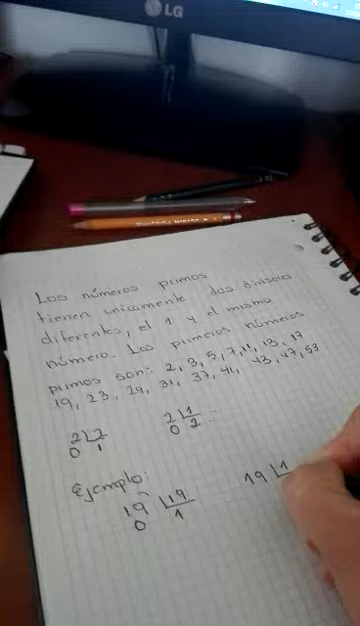 LG
Los números primos
tienen unicamente dos divisores
diferentes, el 1 y el mismo
número. Los primeros números
primos son: 2, 3, 5, 7, 11, 13, 17
19, 23, 29, 31, 37, 41, 43, 47, 53
2 2 2 1
0 1 0 2
Ejemplo:
19 19 19 1
0 1